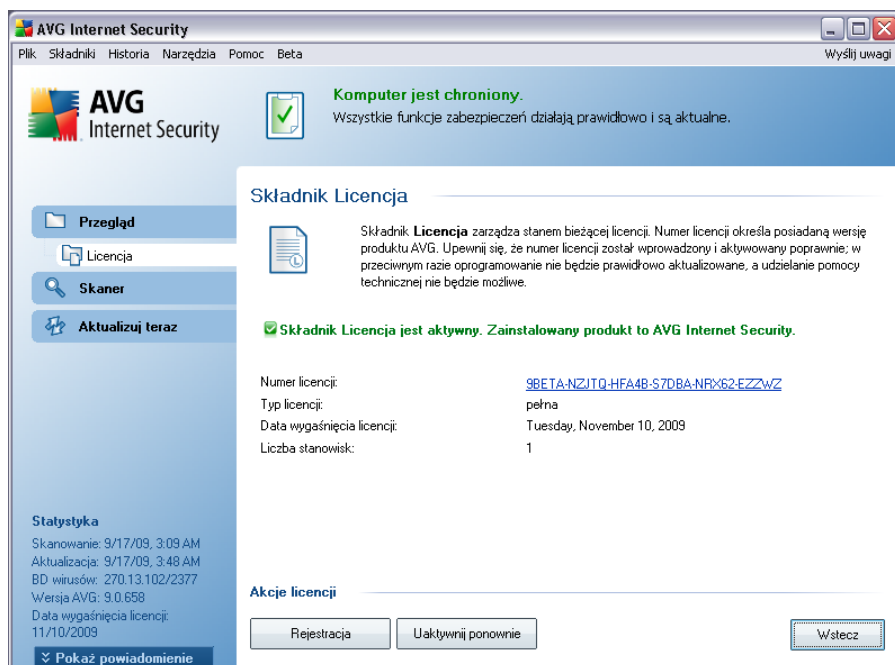 AVG Internet Security
Plik Składniki Historia Narzędzia Pomoc Beta Wyślij uwagi
AVG
Internet Security
Komputer jest chroniony.
Wszystkie funkcje zabezpieczeń działają prawidłowo i są aktualne.
Przegląd
Licencja
Skaner
Aktualizuj teraz
Składnik Licencja
Składnik Licencja zarządza stanem bieżącej licencji. Numer licencji określa posiadaną wersję
produktu AVG. Upewnij się, że numer licencji został wprowadzony i aktywowany poprawnie; w
przeciwnym razie oprogramowanie nie będzie prawidłowo aktualizowane, a udzielanie pomocy
technicznej nie będzie możliwe.
Składnik Licencja jest aktywny. Zainstalowany produkt to AVG Internet Security.
Numer licencji: 9BETA-NZJTQ-HFA4B-S7DBA-NRX62-EZZWZ
Typ licencji: pełna
Data wygaśnięcia licencji: Tuesday, November 10, 2009
Liczba stanowisk: 1
Statystyka
Skanowanie: 9/17/09, 3:09 AM
Aktualizacja: 9/17/09, 3:48 AM
BD wirusów: 270.13.102/2377
Wersja AVG: 9.0.658
Data wygaśnięcia licencji:
11/10/2009
Pokaż powiadomienie
Akcje licencji
Rejestracja Uaktywnij ponownie Wstecz